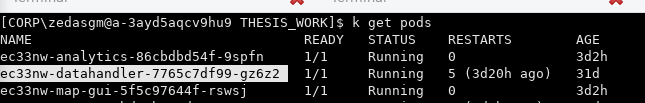 Terminal Terminal
[CORP\zedasgm@a-3ayd5aqcv9hu9 THESIS_WORK]$ k get pods
NAME READY STATUS RESTARTS AGE
ec33nw-analytics-86cbdbd54f-9spfn 1/1 Running 0 3d2h
ec33nw-datahandler-7765c7df99-gz6z2 1/1 Running 5 (3d20h ago) 31d
ec33nw-map-gui-5f5c97644f-rswsj 1/1 Running 0 3d2h